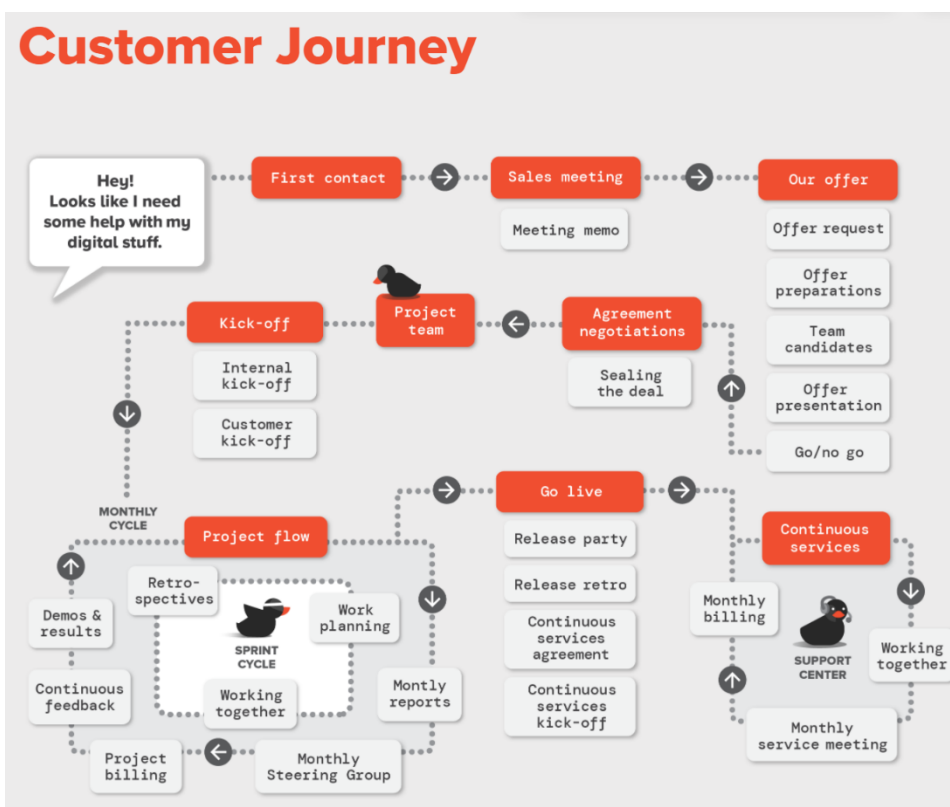 Customer Journey
Hey!
Looks like I need
some help with my
digital stuff.
First contact
Sales meeting
Meeting memo
Our offer
Offer request
Offer
preparations
Team
candidates
Offer
presentation
Go/no go
Agreement
negotiations
Sealing
the deal
Project
team
Kick-off
Internal
kick-off
Customer
kick-off
MONTHLY
CYCLE
Project flow
Retro-
spectives
Work
planning
SPRINT
CYCLE
Working
together
Montly
reports
Monthly
Steering Group
Project
billing
Continuous
feedback
Demos &
results
Go live
Release party
Release retro
Continuous
services
agreement
Continuous
services
kick-off
Continuous
services
Working
together
Monthly
service meeting
Monthly
billing
SUPPORT
CENTER